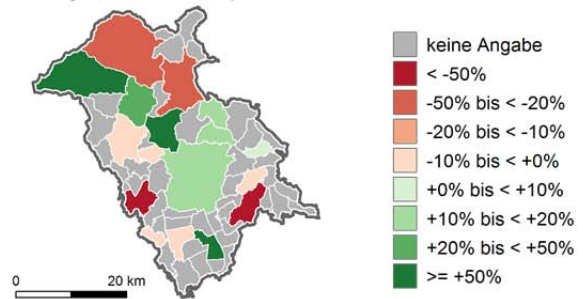 keine Angabe
< -50%
-50% bis < -20%
-20% bis < -10%
-10% bis < +0%
+0% bis < +10%
+10% bis < +20%
+20% bis < +50%
>= +50%
0 20 km